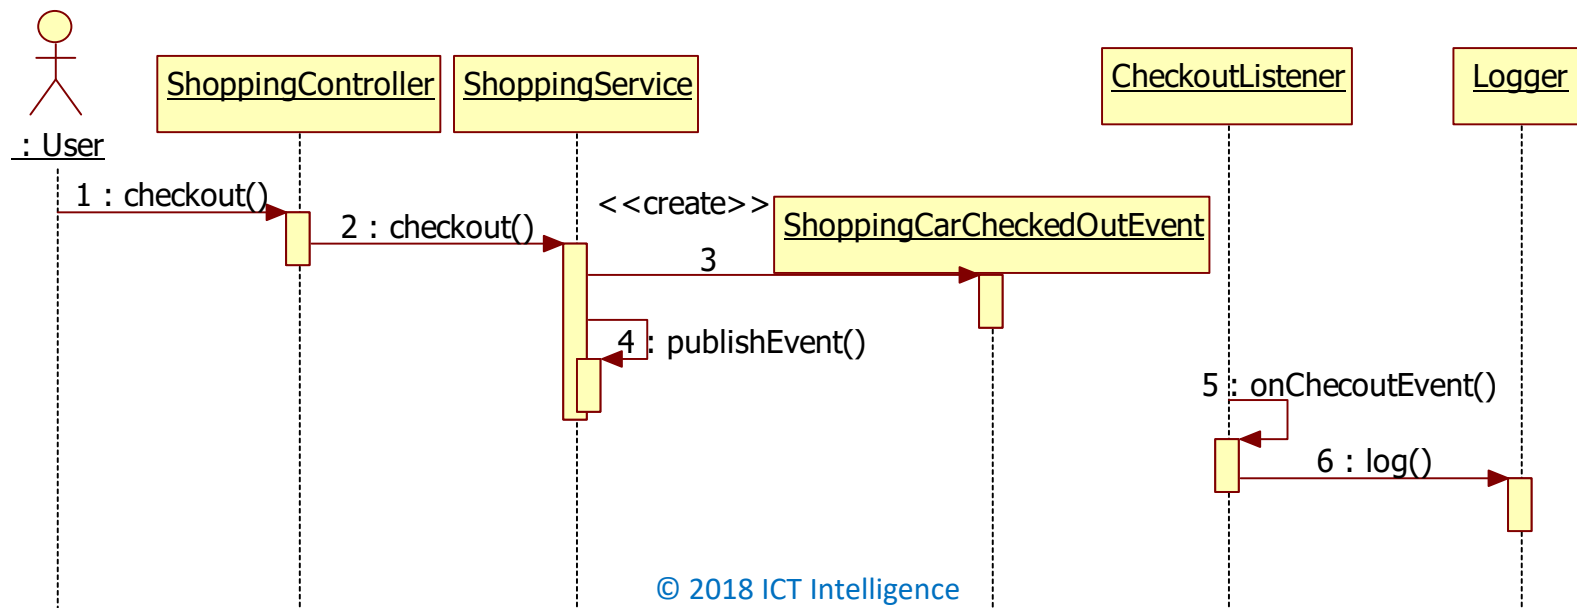 : User
ShoppingController
ShoppingService
CheckoutListener
Logger
1 : checkout()
2 : checkout()
<<create>>
ShoppingCarCheckedOutEvent
3
4 : publishEvent()
5 : onChecoutEvent()
6 : log()
© 2018 ICT Intelligence